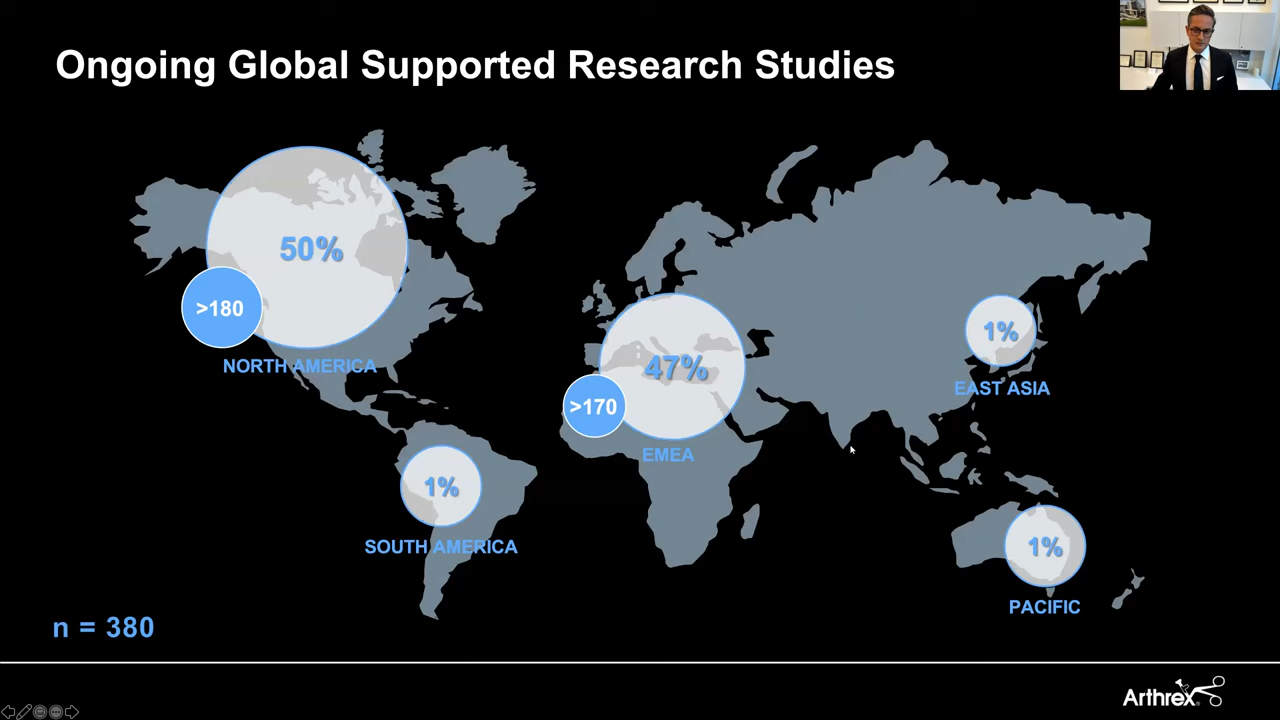 Ongoing Global Supported Research Studies
50%
>180
NORTH AMERICA
47%
>170
EMEA
1%
EAST ASIA
1%
SOUTH AMERICA
1%
PACIFIC
n = 380
Arthrex